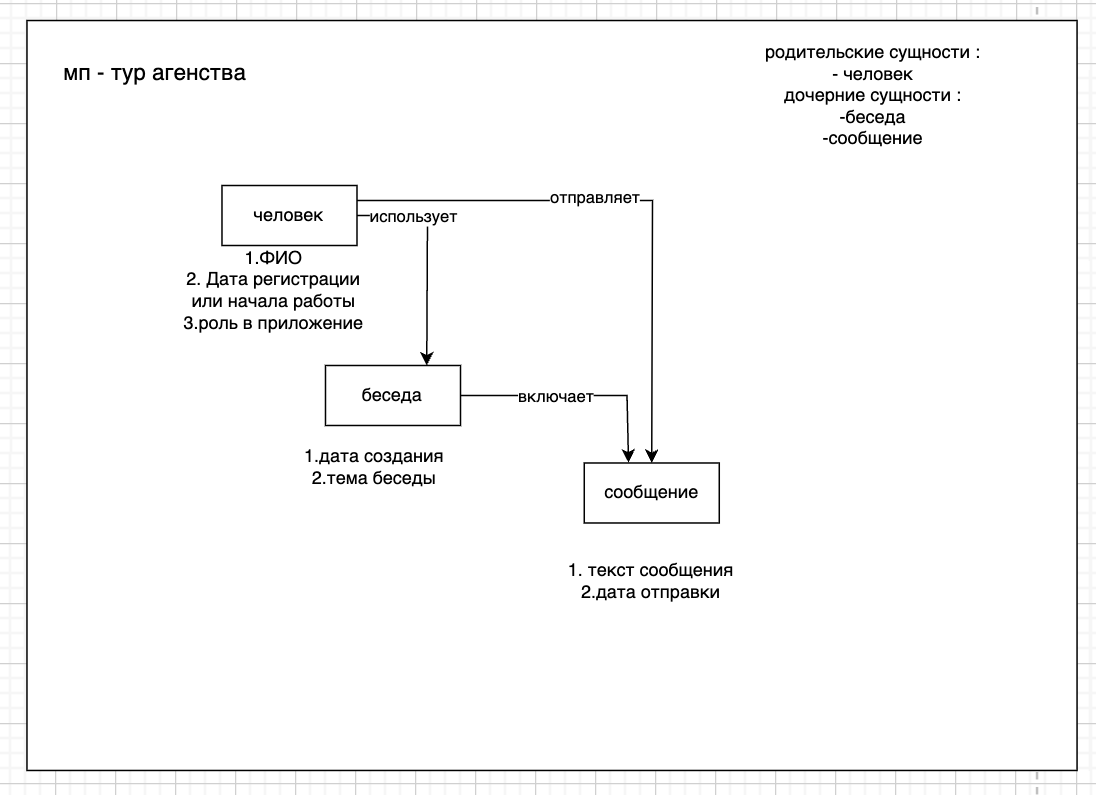 мп - тур агенства
родительские сущности :
- человек
дочерние сущности :
-беседа
-сообщение
человек
отправляет
использует
1.ФИО
2. Дата регистрации
или начала работы
3.роль в приложение
беседа
включает
1.дата создания
2.тема беседы
сообщение
1. текст сообщения
2.дата отправки